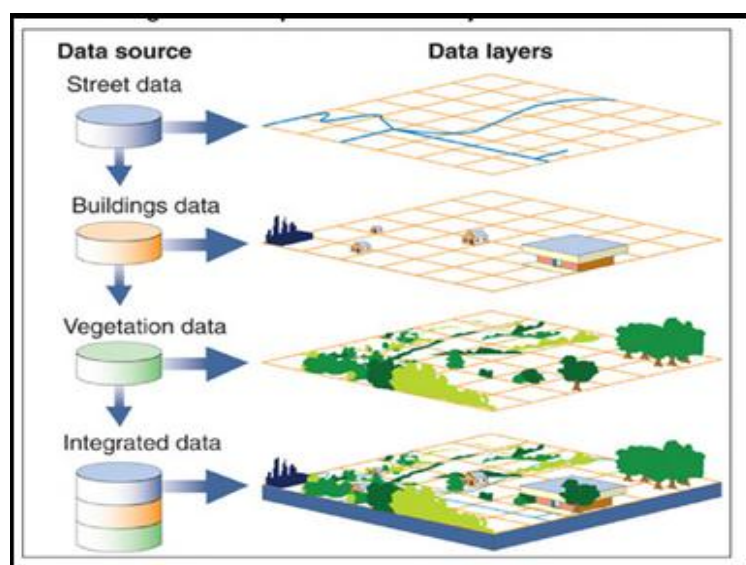 Data source
Data layers
Street data
Buildings data
Vegetation data
Integrated data